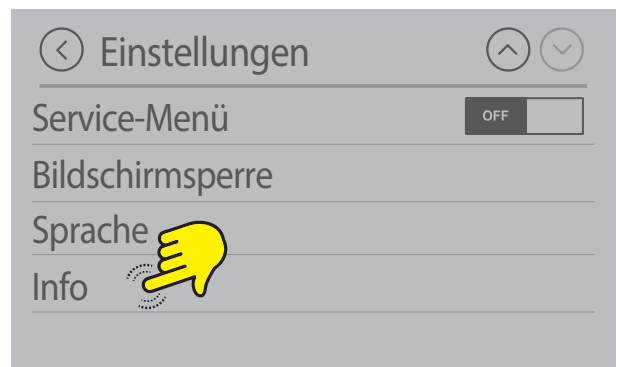 Einstellungen
Service-Menü OFF
Bildschirmsperre
Sprache
Info